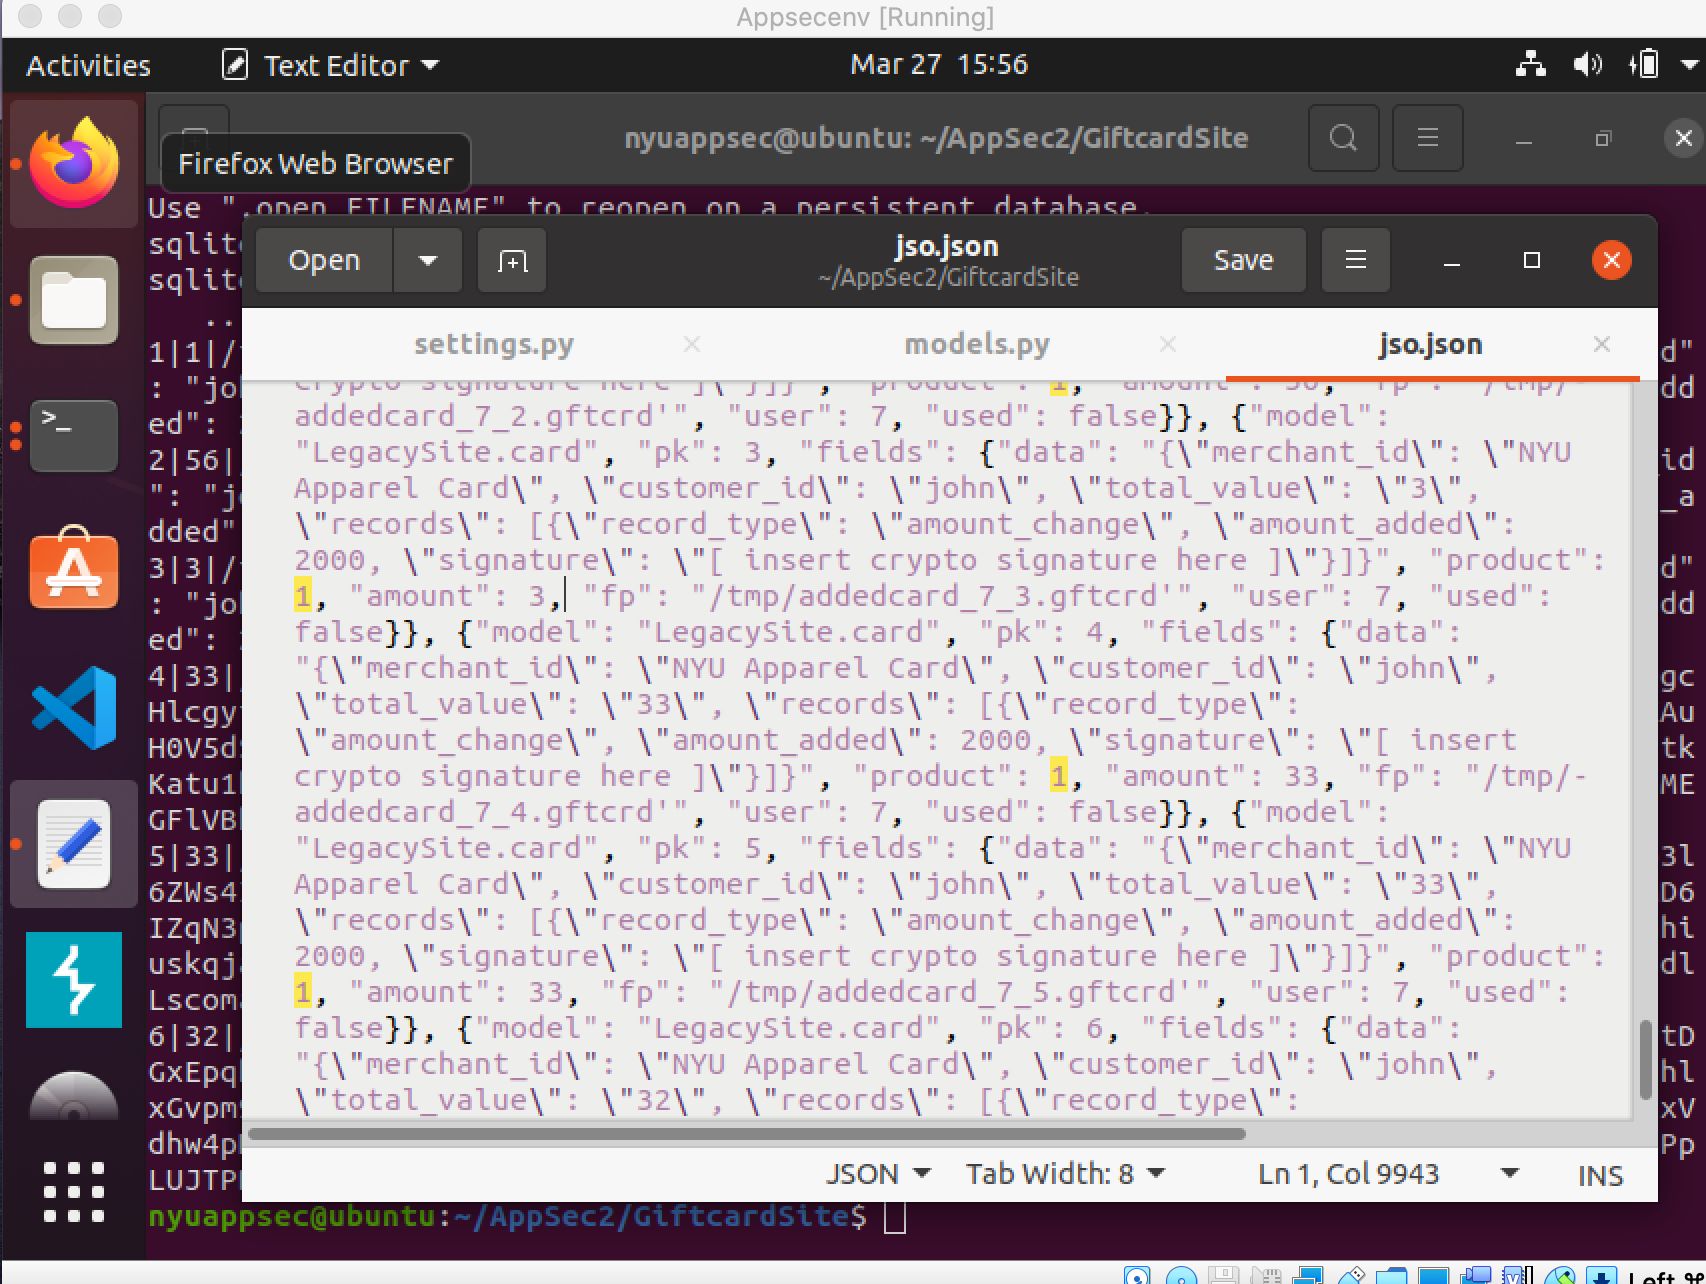 Appsecenv [Running]
Activities
Text Editor
Mar 27 15:56
nyuappsec@ubuntu: ~/AppSec2/GiftcardSite
Firefox Web Browser
Use ".open FILENAME" to reopen on a persistent database.
sqlit
sqlit
..
1|1|/
: "jo
ed":
2|56|
": "j
dded"
3|3|/
: "jo
ed":
4|33|
Hlcgy
H0V5d
Katu1
GFlVB
5|33|
6ZWs4
IZqN3
uskqj
Lscom
6|32|
GxEpq
xGvpm
dhw4p
LUJTP
Open
jso.json
~/AppSec2/GiftcardSite
Save
settings.py
models.py
jso.json
crypto signature here ]\"}]}", "product": 1, "amount": 56, "fp": "/tmp/-
addedcard_7_2.gftcrd'", "user": 7, "used": false}}, {"model":
"LegacySite.card", "pk": 3, "fields": {"data": "{\"merchant_id\": \"NYU
Apparel Card\", \"customer_id\": \"john\", \"total_value\": \"3\",
\"records\": [{\"record_type\": \"amount_change\", \"amount_added\":
2000, \"signature\": \"[ insert crypto signature here ]\"}]}", "product":
1, "amount": 3, "fp": "/tmp/addedcard_7_3.gftcrd'", "user": 7, "used":
false}}, {"model": "LegacySite.card", "pk": 4, "fields": {"data":
"{\"merchant_id\": \"NYU Apparel Card\", \"customer_id\": \"john\",
\"total_value\": \"33\", \"records\": [{\"record_type\":
\"amount_change\", \"amount_added\": 2000, \"signature\": \"[ insert
crypto signature here ]\"}]}", "product": 1, "amount": 33, "fp": "/tmp/-
addedcard_7_4.gftcrd'", "user": 7, "used": false}}, {"model":
"LegacySite.card", "pk": 5, "fields": {"data": "{\"merchant_id\": \"NYU
Apparel Card\", \"customer_id\": \"john\", \"total_value\": \"33\",
\"records\": [{\"record_type\": \"amount_change\", \"amount_added\":
2000, \"signature\": \"[ insert crypto signature here ]\"}]}", "product":
1, "amount": 33, "fp": "/tmp/addedcard_7_5.gftcrd'", "user": 7, "used":
false}}, {"model": "LegacySite.card", "pk": 6, "fields": {"data":
"{\"merchant_id\": \"NYU Apparel Card\", \"customer_id\": \"john\",
\"total_value\": \"32\", \"records\": [{\"record_type\":
JSON
Tab Width: 8
Ln 1, Col 9943
INS
d"
dd
id
_a
d"
dd
gc
Au
tk
ME
3l
D6
hi
dl
tD
hl
xV
Pp
nyuappsec@ubuntu:~/AppSec2/GiftcardSite$
Left ⌘